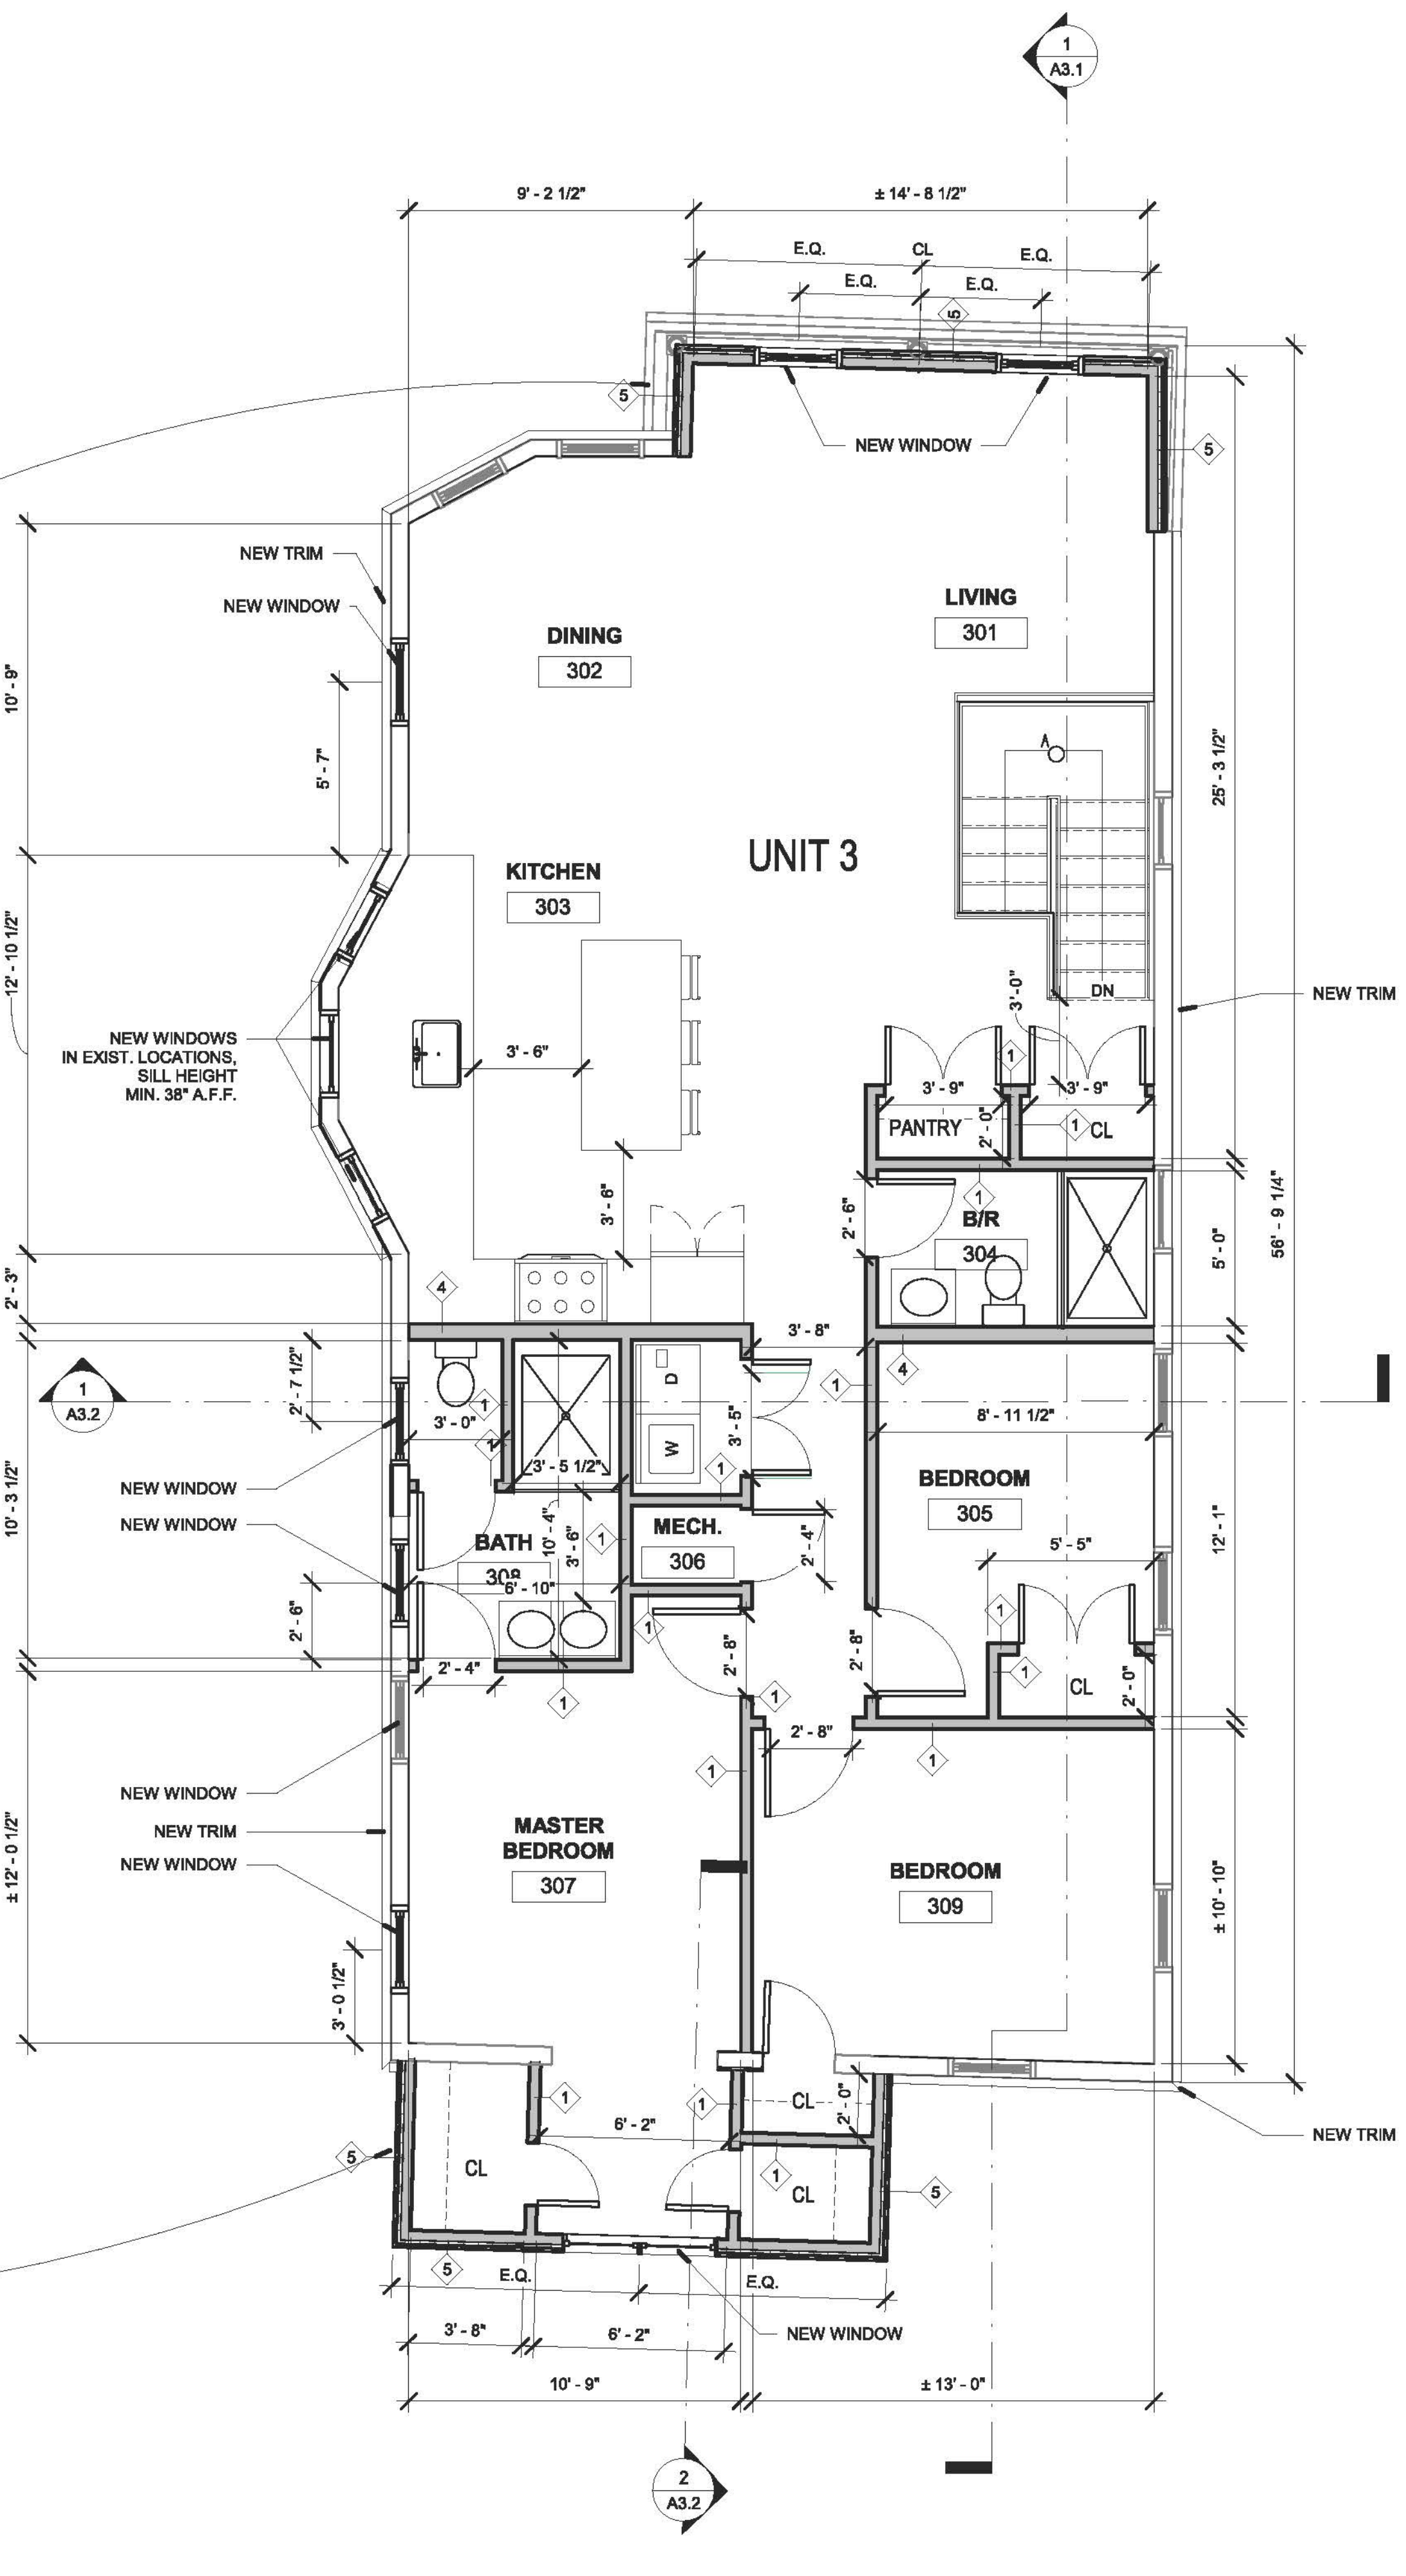 1
A3.1
9' - 2 1/2"
± 14' - 8 1/2"
E.Q.
CL
E.Q.
E.Q.
E.Q.
5
5
NEW WINDOW
5
NEW TRIM
NEW WINDOW
LIVING
301
DINING
302
10' - 9"
5' - 7"
A
25' - 3 1/2"
UNIT 3
KITCHEN
303
12' - 10 1/2"
3'-0"
DN
NEW TRIM
NEW WINDOWS
IN EXIST. LOCATIONS,
SILL HEIGHT
MIN. 38" A.F.F.
3' - 6"
1
3' - 9"
3' - 9"
PANTRY
2' - 0"
1
CL
3' - 6"
2' - 6"
1
B/R
304
5' - 0"
56' - 9 1/4"
2' - 3"
4
3' - 8"
4
1
A3.2
2' - 7 1/2"
D
1
1
3' - 0"
1
3' - 5"
8' - 11 1/2"
W
3' - 5 1/2"
1
10' - 3 1/2"
NEW WINDOW
NEW WINDOW
BEDROOM
305
BATH
308
10' - 4"
3' - 6"
1
MECH.
306
2' - 4"
5' - 5"
12' - 1"
2' - 6"
6' - 10"
1
1
2' - 8"
2' - 8"
2' - 4"
1
1
1
CL
2' - 0"
2' - 8"
1
1
NEW WINDOW
NEW TRIM
NEW WINDOW
± 12' - 0 1/2"
MASTER
BEDROOM
307
BEDROOM
309
± 10' - 10"
3' - 0 1/2"
1
1
CL
2' - 0"
6' - 2"
NEW TRIM
5
CL
1
CL
5
5
E.Q.
E.Q.
3' - 8"
6' - 2"
NEW WINDOW
10' - 9"
± 13' - 0"
2
A3.2